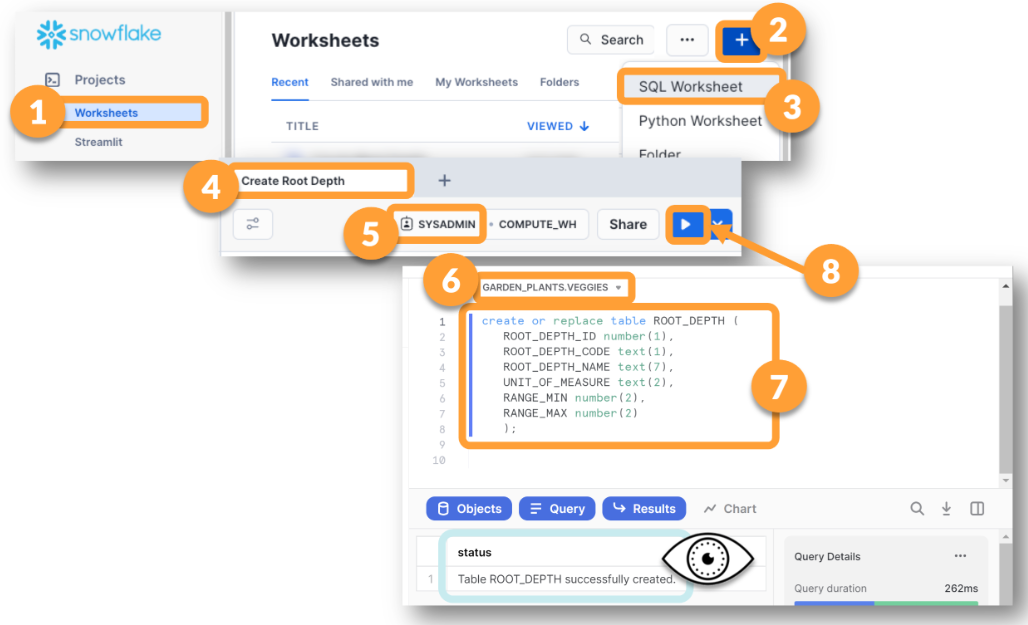 snowflake
Projects
Worksheets
Streamlit
1
Worksheets
Search
...
+
2
Recent Shared with me My Worksheets Folders
TITLE VIEWED
SQL Worksheet
3
Python Worksheet
Folder
4
Create Root Depth
+
5
SYSADMIN • COMPUTE_WH
Share
8
6
GARDEN_PLANTS.VEGGIES
1 create or replace table ROOT_DEPTH (
2 ROOT_DEPTH_ID number(1),
3 ROOT_DEPTH_CODE text(1),
4 ROOT_DEPTH_NAME text(7),
5 UNIT_OF_MEASURE text(2),
6 RANGE_MIN number(2),
7 RANGE_MAX number(2)
8 );
9
10
7
Objects Query Results Chart
status
1 Table ROOT_DEPTH successfully created.
Query Details ...
Query duration 262ms